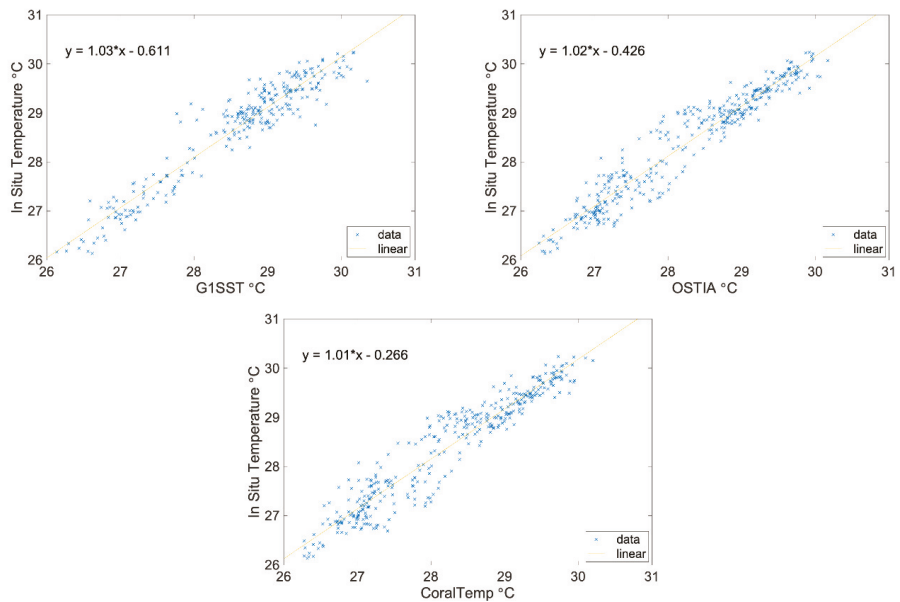 31
30
29
28
27
26
In Situ Temperature °C
y = 1.03*x - 0.611
data
linear
26 27 28 29 30 31
G1SST °C
31
30
29
28
27
26
In Situ Temperature °C
y = 1.02*x - 0.426
data
linear
26 27 28 29 30 31
OSTIA °C
31
30
29
28
27
26
In Situ Temperature °C
y = 1.01*x - 0.266
data
linear
26 27 28 29 30 31
CoralTemp °C